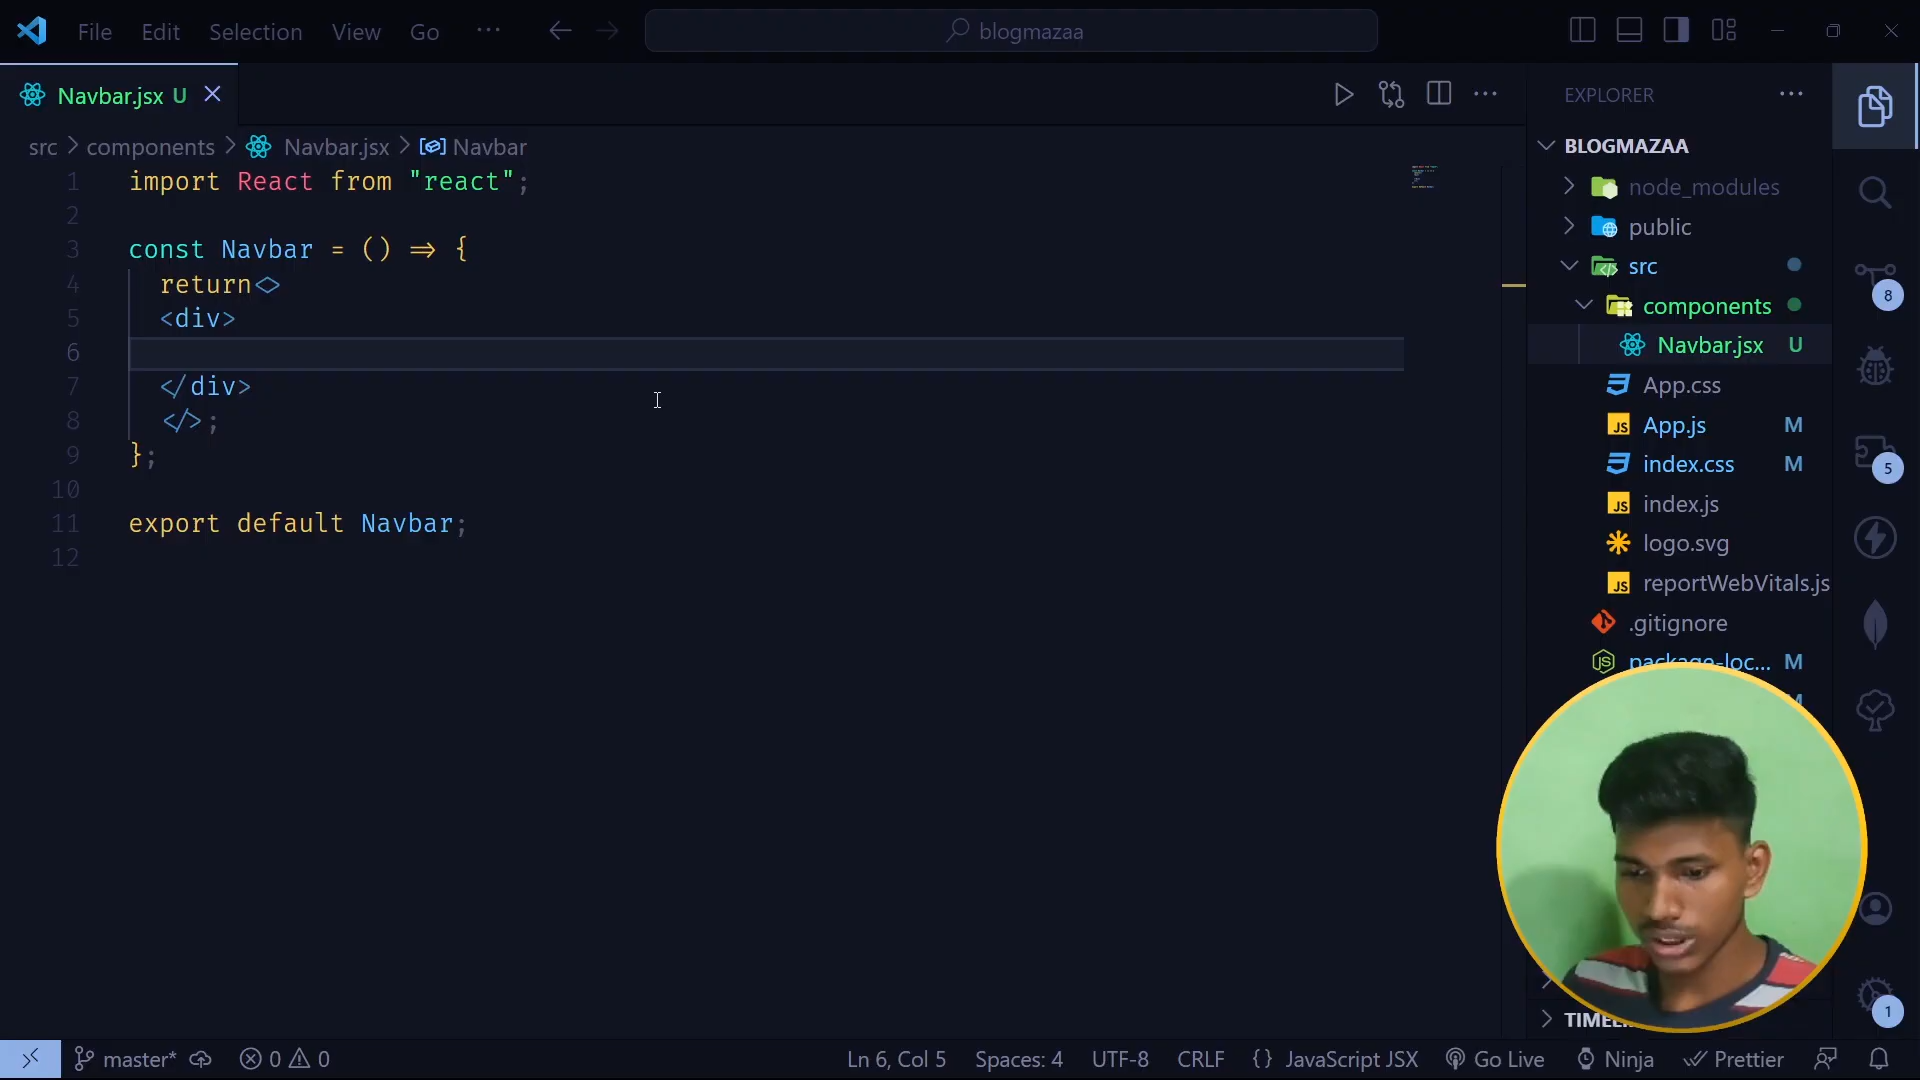 File Edit Selection View Go ··· blogmazaa
Navbar.jsx U
src > components > Navbar.jsx > Navbar
1 import React from "react";
2
3 const Navbar = () => {
4 return<>
5 <div>
6
7 </div>
8 </>;
9 };
10
11 export default Navbar;
12
EXPLORER
BLOGMAZAA
node_modules
public
src
components
Navbar.jsx U
App.css
App.js M
index.css M
index.js
logo.svg
reportWebVitals.js
.gitignore
package-loc... M
M
8
5
1
master* 0 0 Ln 6, Col 5 Spaces: 4 UTF-8 CRLF {} JavaScript JSX Go Live Ninja Prettier